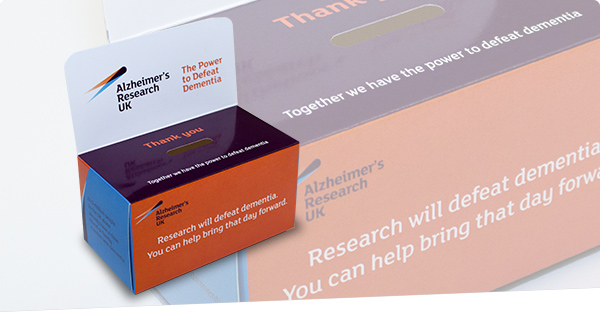 Alzheimer's
Research
UK
The Power
to Defeat
Dementia
Thank you
Together we have the power to defeat dementia
Alzheimer's
Research
UK
Research will defeat dementia.
You can help bring that day forward.
Thank you
Together we have the power to defeat dementia
Alzheimer's
Research
UK
Research will defeat dementia.
You can help bring that day forwa